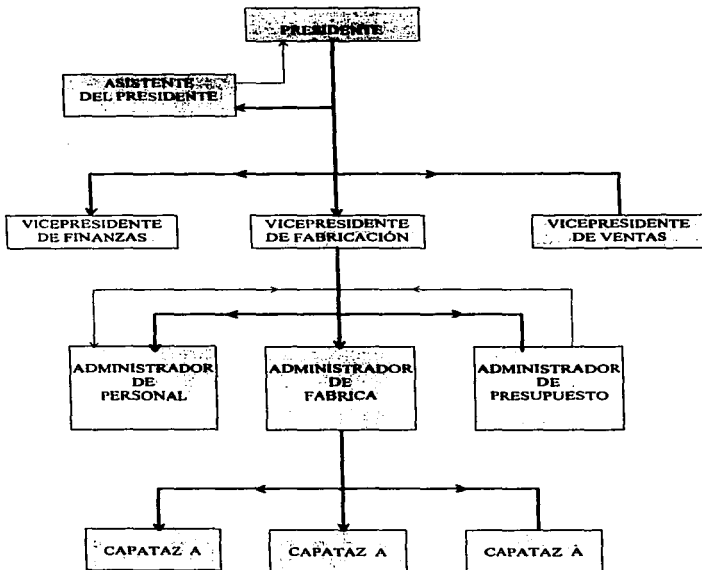 PRESIDENTE
ASISTENTE
DEL PRESIDENTE
VICEPRESIDENTE
DE FINANZAS
VICEPRESIDENTE
DE FABRICACIÓN
VICEPRESIDENTE
DE VENTAS
ADMINISTRADOR
DE
PERSONAL
ADMINISTRADOR
DE
FABRICA
ADMINISTRADOR
DE
PRESUPUESTO
CAPATAZ A
CAPATAZ A
CAPATAZ À